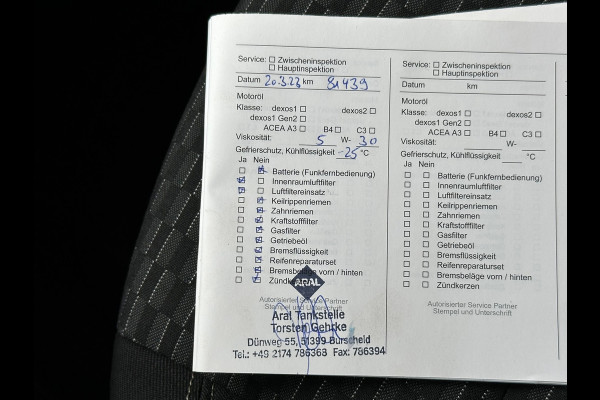 Service: ☐ Zwischeninspektion
☐ Hauptinspektion
Datum 20.3.23 km 81439
Motoröl
Klasse: dexos1 ☐ dexos2 ☐
dexos1 Gen2 ☐
ACEA A3 ☐ B4 ☐ C3 ☐
Viskosität: 5 W- 30
Gefrierschutz, Kühlflüssigkeit -25 °C
Ja Nein
☐ ☒ Batterie (Funkfernbedienung)
☒ ☐ Innenraumluftfilter
☒ ☐ Luftfiltereinsatz
☐ ☒ Keilrippenriemen
☐ ☒ Zahnriemen
☐ ☒ Kraftstofffilter
☐ ☒ Gasfilter
☐ ☒ Getriebeöl
☐ ☒ Bremsflüssigkeit
☐ ☒ Reifenreparaturset
☐ ☒ Bremsbeläge vorn / hinten
☐ ☒ Zündkerzen
ARAL
Autorisierter Service Partner
Stempel und Unterschrift
Aral Tankstelle
Torsten Gehrke
Dünweg 55, 51399 Burscheid
Tel.: +49 2174 786363 Fax: 786394
Service: ☐ Zwischeninspektion
☐ Hauptinspektion
Datum km
Motoröl
Klasse: dexos1 ☐ dexos2 ☐
dexos1 Gen2 ☐
ACEA A3 ☐ B4 ☐ C3 ☐
Viskosität: W-
Gefrierschutz, Kühlflüssigkeit °C
Ja Nein
☐ ☐ Batterie (Funkfernbedienung)
☐ ☐ Innenraumluftfilter
☐ ☐ Luftfiltereinsatz
☐ ☐ Keilrippenriemen
☐ ☐ Zahnriemen
☐ ☐ Kraftstofffilter
☐ ☐ Gasfilter
☐ ☐ Getriebeöl
☐ ☐ Bremsflüssigkeit
☐ ☐ Reifenreparaturset
☐ ☐ Bremsbeläge vorn / hinten
☐ ☐ Zündkerzen
Autorisierter Service Partner
Stempel und Unterschrift